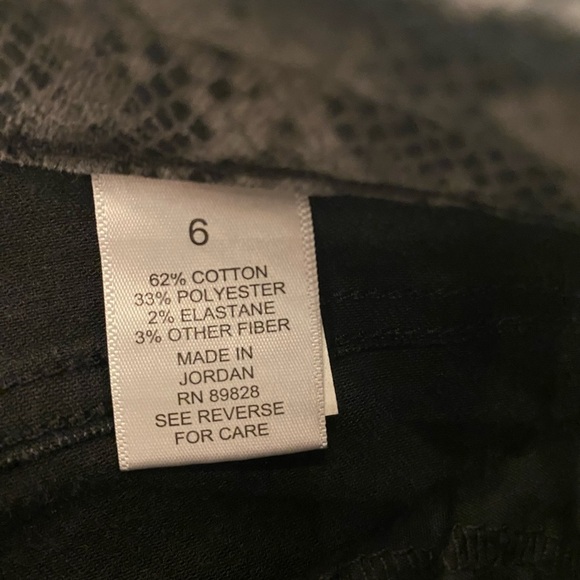 6
62% COTTON
33% POLYESTER
2% ELASTANE
3% OTHER FIBER
MADE IN
JORDAN
RN 89828
SEE REVERSE
FOR CARE